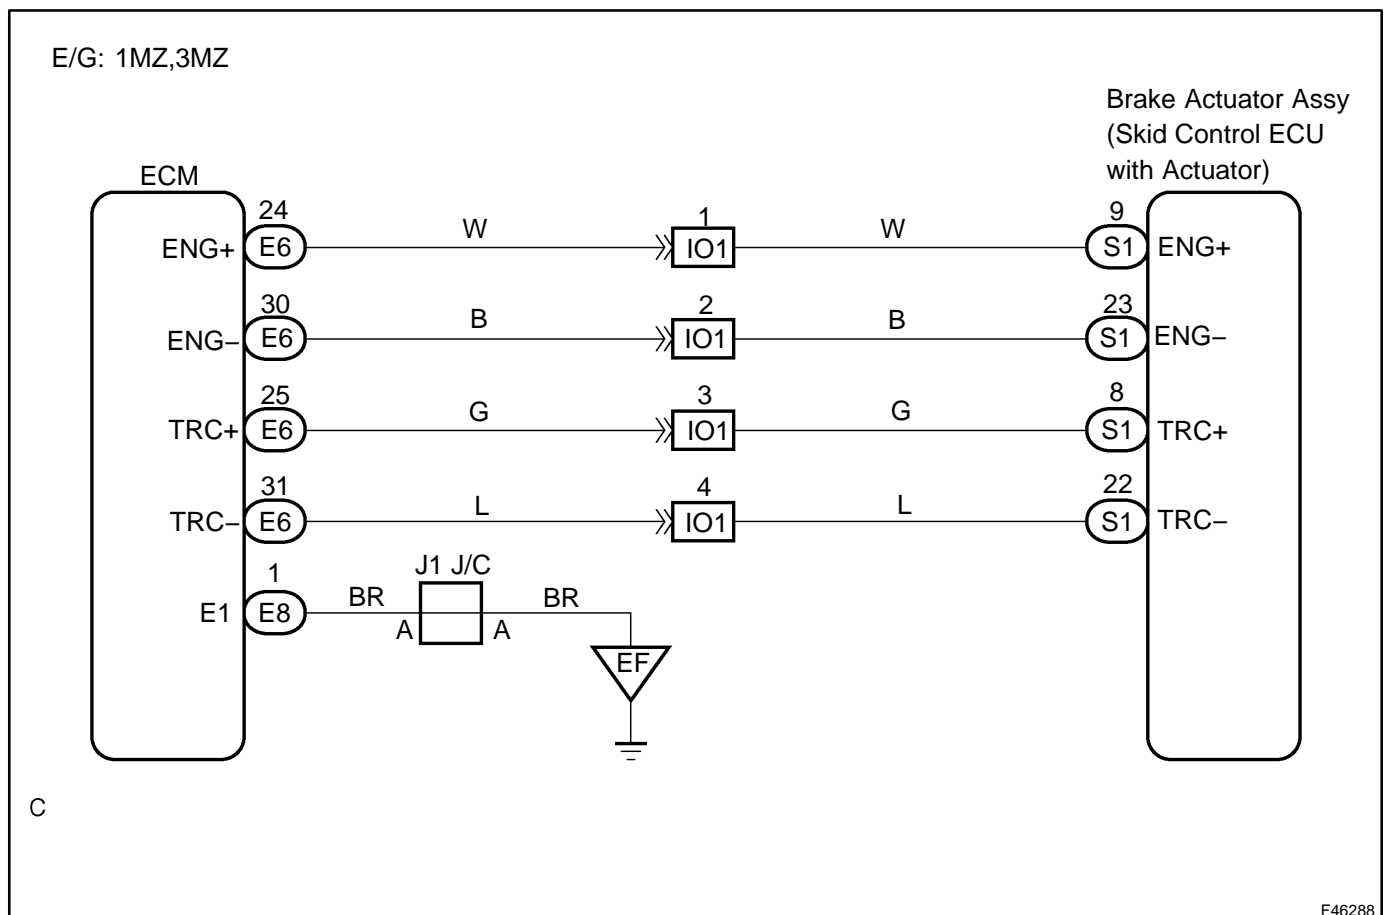 E/G: 1MZ,3MZ
Brake Actuator Assy
(Skid Control ECU
with Actuator)
ECM
24
ENG+
E6
W
1
IO1
W
9
S1
ENG+
30
ENG−
E6
B
2
IO1
B
23
S1
ENG−
25
TRC+
E6
G
3
IO1
G
8
S1
TRC+
31
TRC−
E6
L
4
IO1
L
22
S1
TRC−
1
E1
E8
BR
J1 J/C
A
A
BR
EF
C
F46288